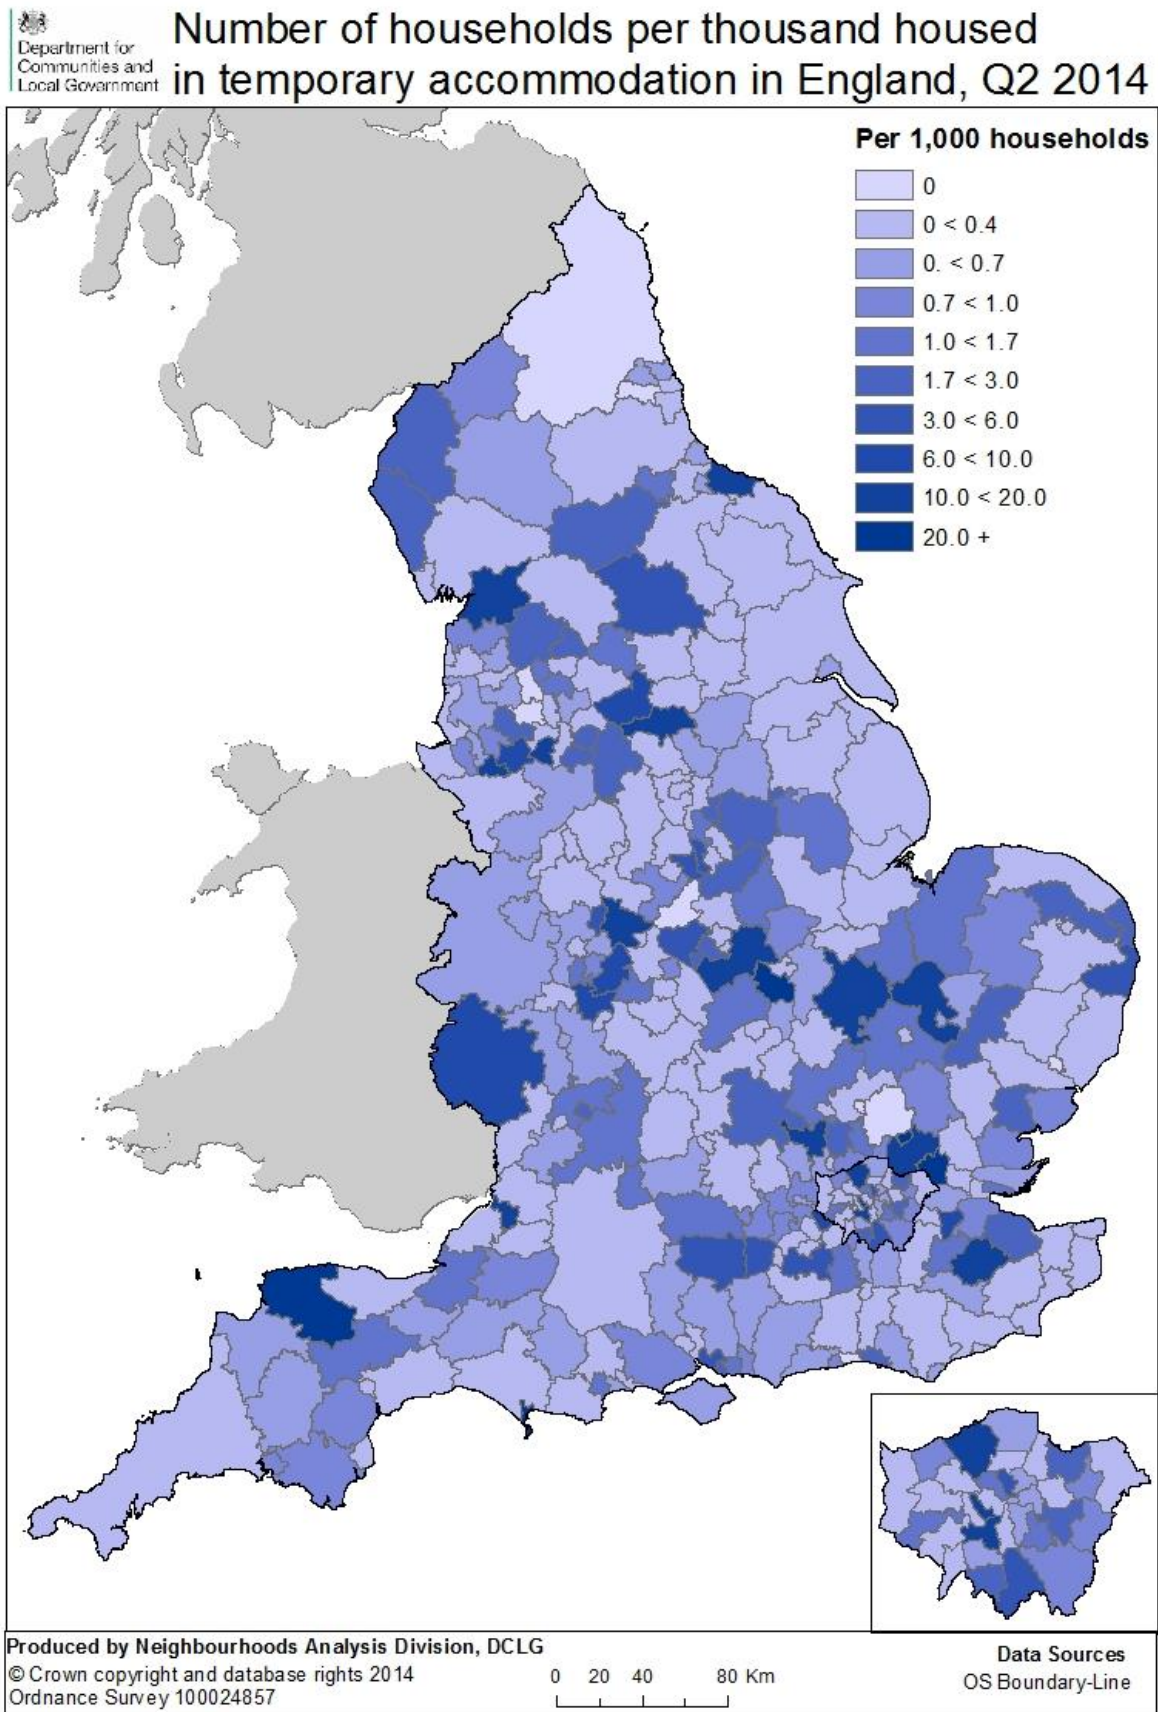 Department for
Communities and
Local Government
Number of households per thousand housed
in temporary accommodation in England, Q2 2014
Per 1,000 households
0
0 < 0.4
0. < 0.7
0.7 < 1.0
1.0 < 1.7
1.7 < 3.0
3.0 < 6.0
6.0 < 10.0
10.0 < 20.0
20.0 +
Produced by Neighbourhoods Analysis Division, DCLG
© Crown copyright and database rights 2014
Ordnance Survey 100024857
0 20 40 80 Km
Data Sources
OS Boundary-Line